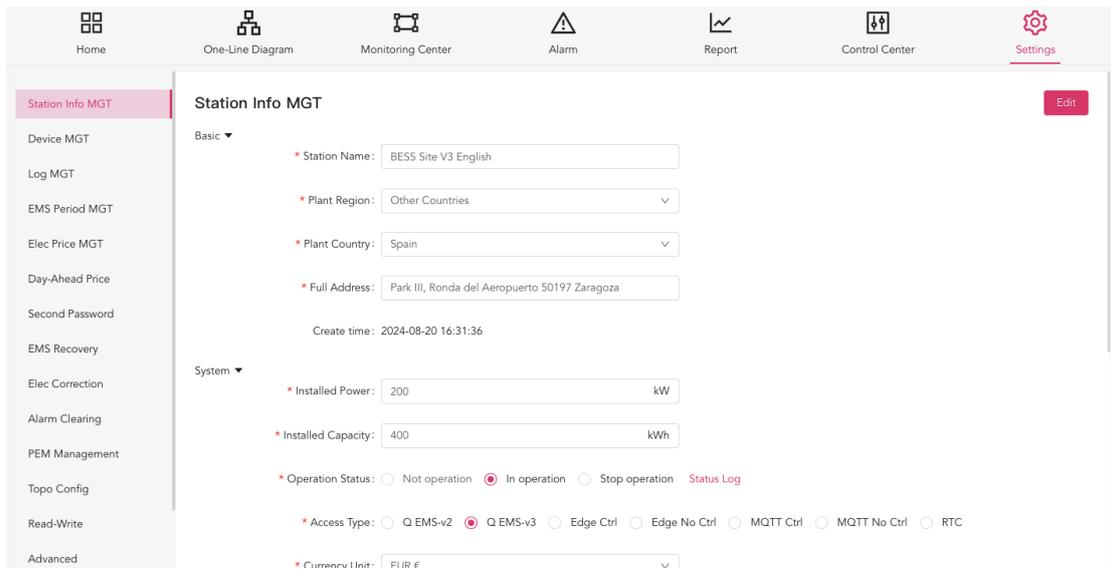 Home One-Line Diagram Monitoring Center Alarm Report Control Center Settings
Station Info MGT
Device MGT
Log MGT
EMS Period MGT
Elec Price MGT
Day-Ahead Price
Second Password
EMS Recovery
Elec Correction
Alarm Clearing
PEM Management
Topo Config
Read-Write
Advanced
Station Info MGT Edit
Basic
* Station Name: BESS Site V3 English
* Plant Region: Other Countries
* Plant Country: Spain
* Full Address: Park III, Ronda del Aeropuerto 50197 Zaragoza
Create time: 2024-08-20 16:31:36
System
* Installed Power: 200 kW
* Installed Capacity: 400 kWh
* Operation Status: Not operation In operation Stop operation Status Log
* Access Type: Q EMS-v2 Q EMS-v3 Edge Ctrl Edge No Ctrl MQTT Ctrl MQTT No Ctrl RTC
* Currency Unit: EUR €